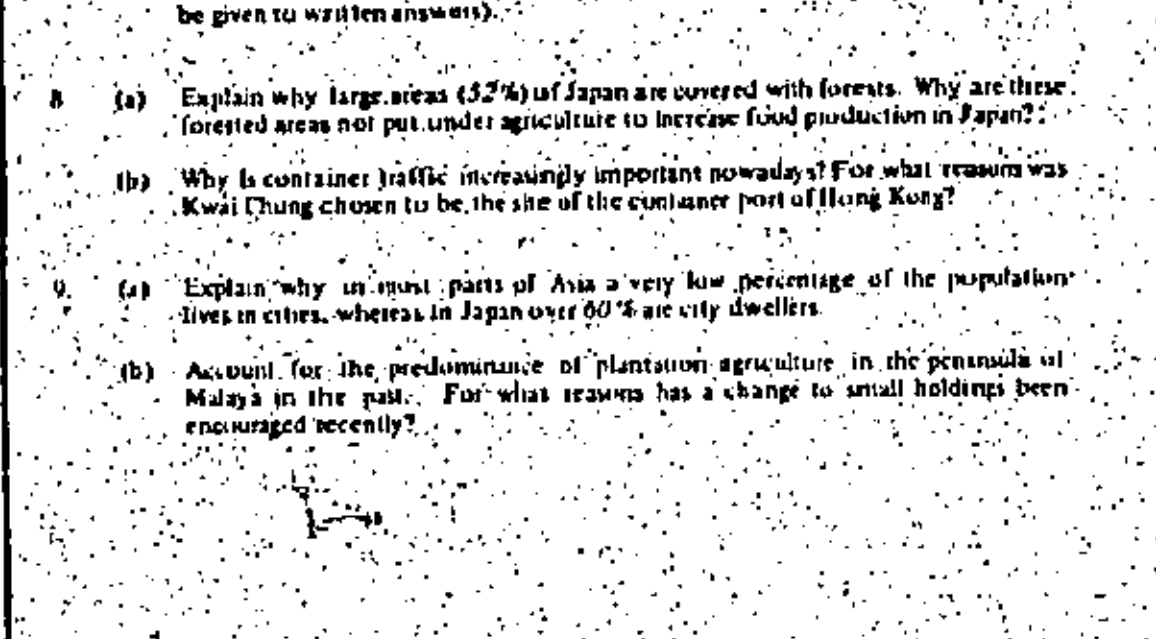 be given to written answers).
8 (a) Explain why large areas (52%) of Japan are covered with forests. Why are these
forested areas not put under agriculture to increase food production in Japan?
(b) Why is container traffic increasingly important nowadays? For what reasons was
Kwai Chung chosen to be the site of the container port of Hong Kong?
9. (a) Explain why in most parts of Asia a very low percentage of the population
lives in cities, whereas in Japan over 60% are city dwellers.
(b) Account for the predominance of plantation agriculture in the peninsula of
Malaya in the past. For what reasons has a change to small holdings been
encouraged recently?